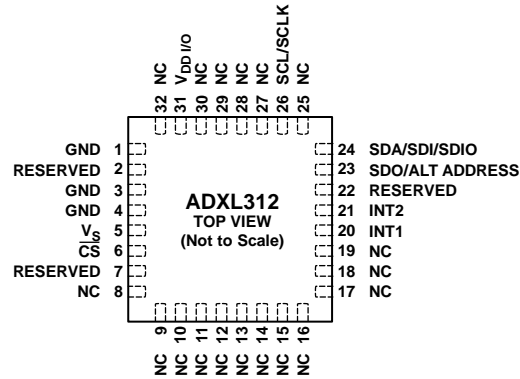 32 NC
31 VDD I/O
30 NC
29 NC
28 NC
27 NC
26 SCL/SCLK
25 NC
GND 1
RESERVED 2
GND 3
GND 4
VS 5
CS 6
RESERVED 7
NC 8
ADXL312
TOP VIEW
(Not to Scale)
24 SDA/SDI/SDIO
23 SDO/ALT ADDRESS
22 RESERVED
21 INT2
20 INT1
19 NC
18 NC
17 NC
NC 9
NC 10
NC 11
NC 12
NC 13
NC 14
NC 15
NC 16